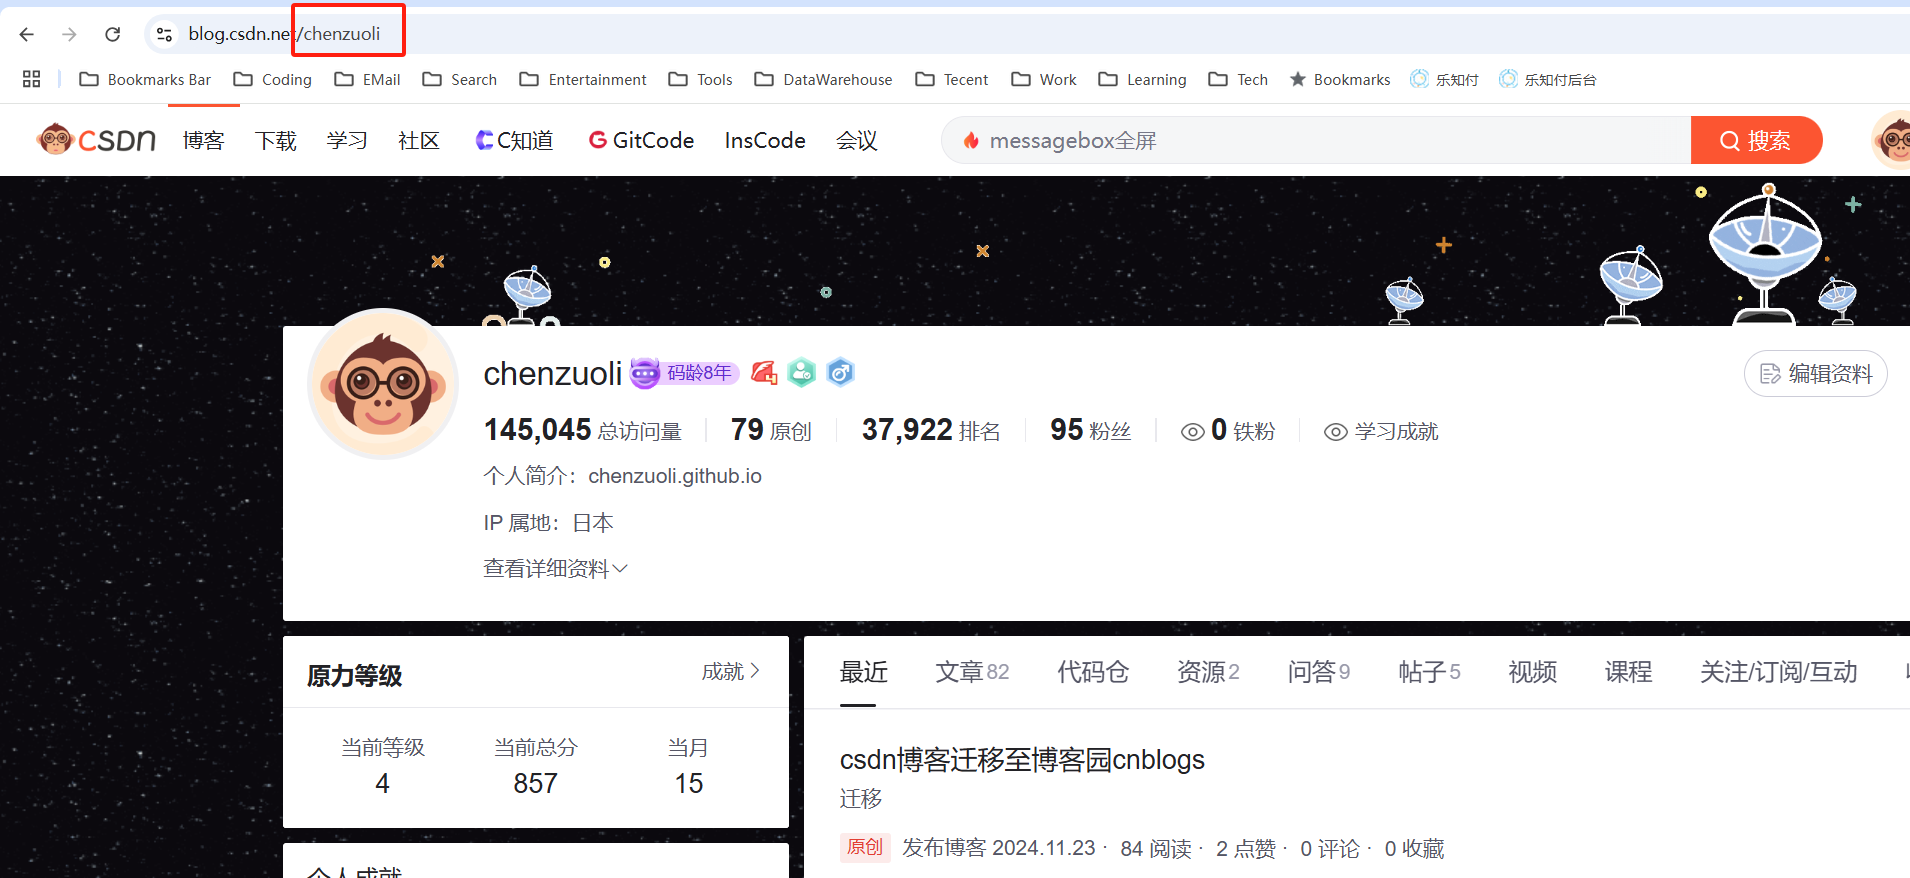 blog.csdn.net/chenzuoli
Bookmarks Bar Coding EMail Search Entertainment Tools DataWarehouse Tecent Work Learning Tech Bookmarks 乐知付 乐知付后台
CSDN 博客 下载 学习 社区 C知道 GitCode InsCode 会议 messagebox全屏 搜索
chenzuoli 码龄8年 编辑资料
145,045 总访问量 79 原创 37,922 排名 95 粉丝 0 铁粉 学习成就
个人简介：chenzuoli.github.io
IP 属地：日本
查看详细资料
原力等级 成就
当前等级 当前总分 当月
4 857 15
个人成就
最近 文章 82 代码仓 资源 2 问答 9 帖子 5 视频 课程 关注/订阅/互动
csdn博客迁移至博客园cnblogs
迁移
原创 发布博客 2024.11.23 · 84 阅读 · 2 点赞 · 0 评论 · 0 收藏